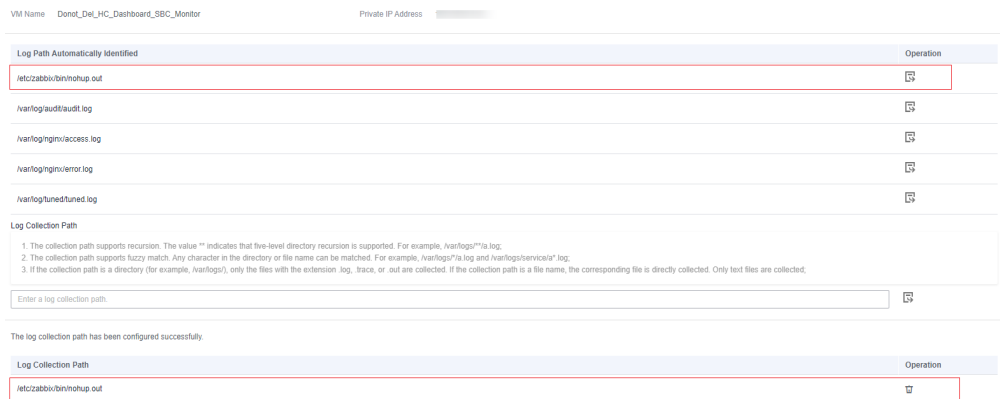 VM Name Donot_Del_HC_Dashboard_SBC_Monitor Private IP Address
Log Path Automatically Identified Operation
/etc/zabbix/bin/nohup.out
/var/log/audit/audit.log
/var/log/nginx/access.log
/var/log/nginx/error.log
/var/log/tuned/tuned.log
Log Collection Path
1. The collection path supports recursion. The value ** indicates that five-level directory recursion is supported. For example, /var/logs/**/a.log;
2. The collection path supports fuzzy match. Any character in the directory or file name can be matched. For example, /var/logs/*/a.log and /var/logs/service/a*.log;
3. If the collection path is a directory (for example, /var/logs/), only the files with the extension .log, .trace, or .out are collected. If the collection path is a file name, the corresponding file is directly collected. Only text files are collected;
Enter a log collection path.
The log collection path has been configured successfully.
Log Collection Path Operation
/etc/zabbix/bin/nohup.out